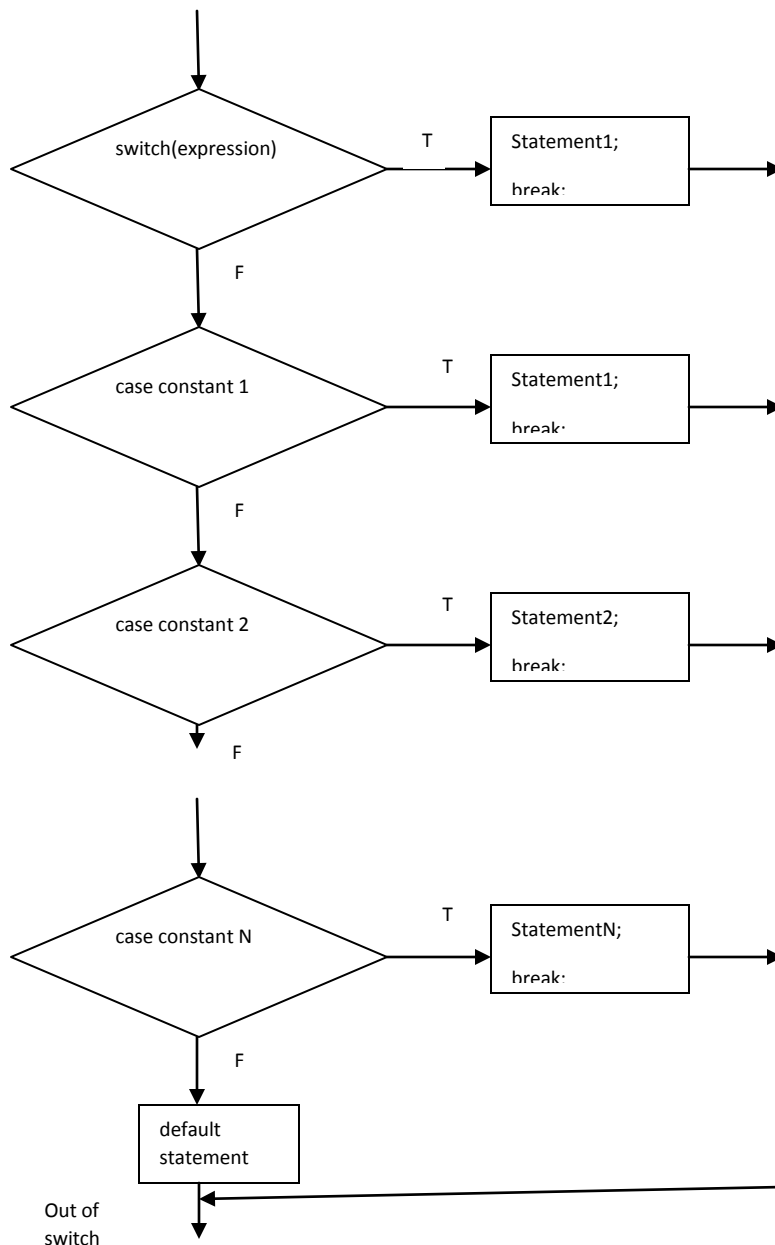 switch(expression)
T
Statement1;
break;
F
case constant 1
T
Statement1;
break;
F
case constant 2
T
Statement2;
break;
F
case constant N
T
StatementN;
break;
F
default
statement
Out of
switch